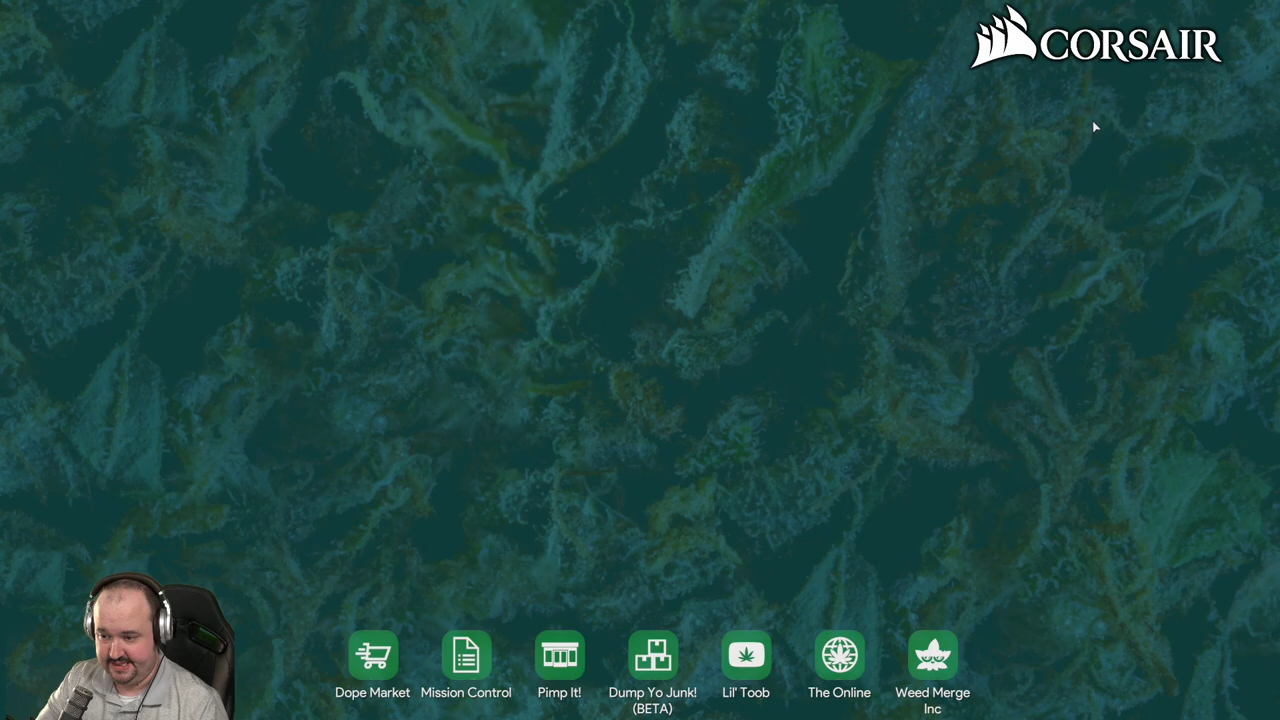 CORSAIR
Dope Market
Mission Control
Pimp It!
Dump Yo Junk!
(BETA)
Lil' Toob
The Online
Weed Merge
Inc